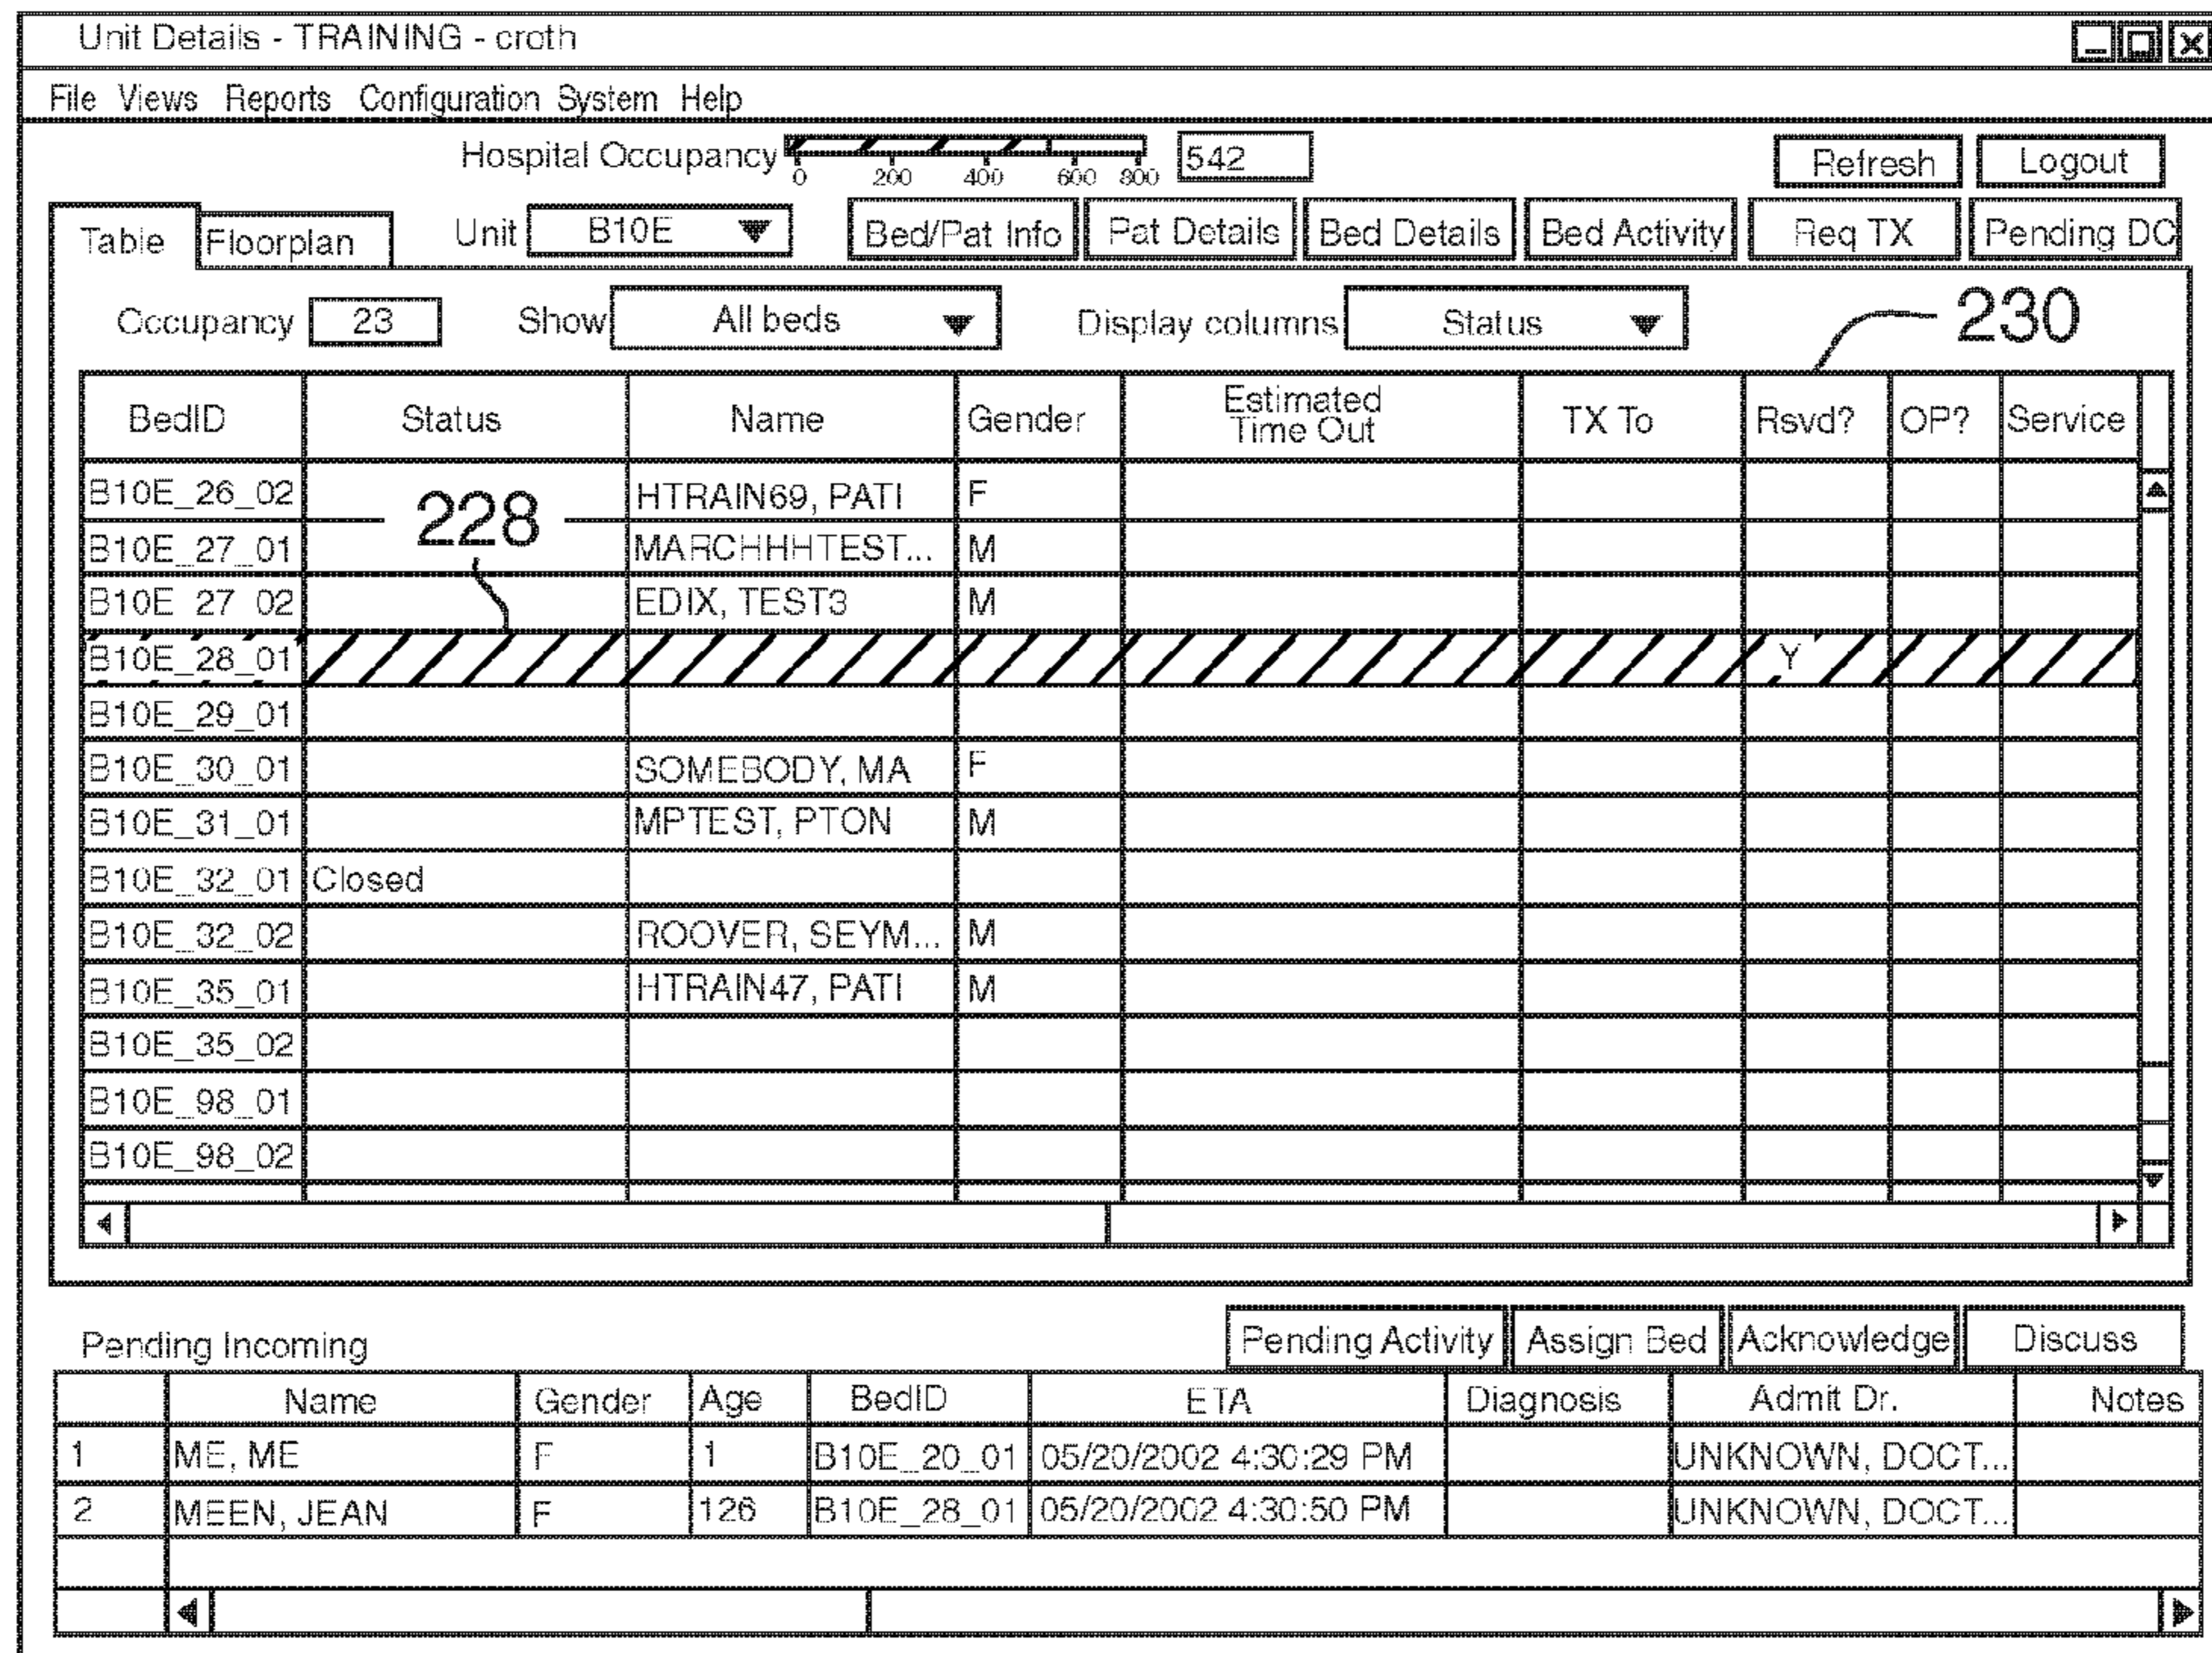 Unit Details - TRAINING - croth
File Views Reports Configuration System Help
Hospital Occupancy 0 200 400 600 800 542 Refresh Logout
Table Floorplan Unit B10E Bed/Pat Info Pat Details Bed Details Bed Activity Req TX Pending DC
Occupancy 23 Show All beds Display columns Status 230
BedID Status Name Gender Estimated Time Out TX To Rsvd? OP? Service
B10E_26_02 HTRAIN69, PATI F
228
B10E_27_01 MARCHHHTEST... M
B10E_27_02 EDIX, TEST3 M
B10E_28_01 Y
B10E_29_01
B10E_30_01 SOMEBODY, MA F
B10E_31_01 MPTEST, PTON M
B10E_32_01 Closed
B10E_32_02 ROOVER, SEYM... M
B10E_35_01 HTRAIN47, PATI M
B10E_35_02
B10E_98_01
B10E_98_02
Pending Incoming Pending Activity Assign Bed Acknowledge Discuss
Name Gender Age BedID ETA Diagnosis Admit Dr. Notes
1 ME, ME F 1 B10E_20_01 05/20/2002 4:30:29 PM UNKNOWN, DOCT...
2 MEEN, JEAN F 126 B10E_28_01 05/20/2002 4:30:50 PM UNKNOWN, DOCT...